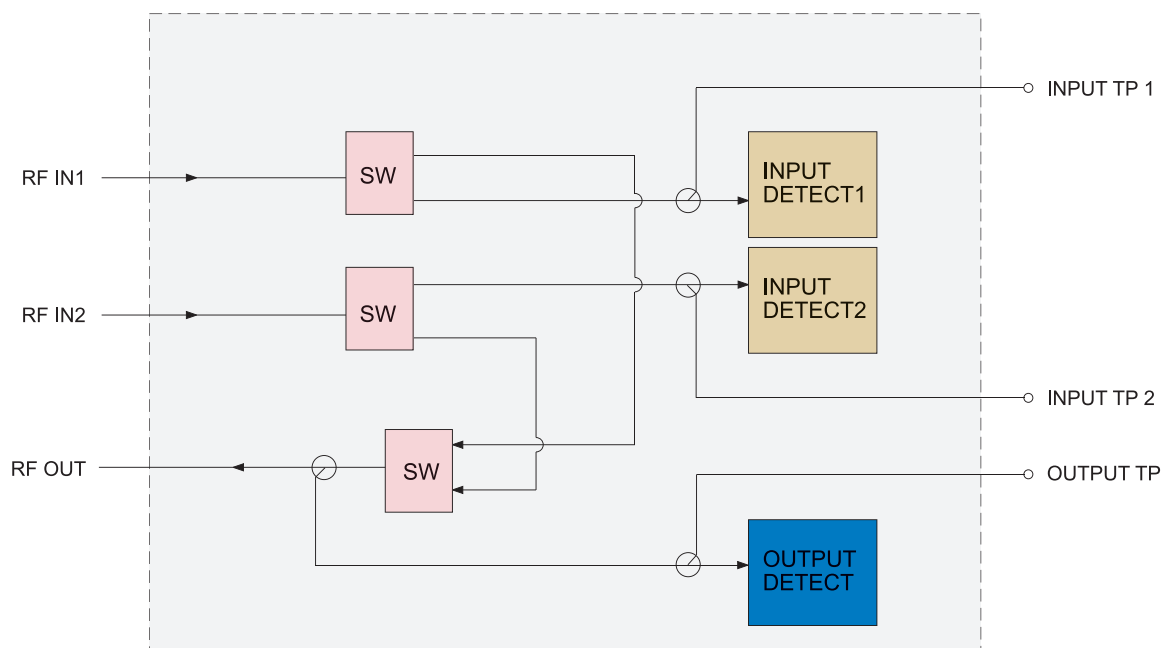 INPUT TP 1
RF IN1
SW
INPUT
DETECT1
RF IN2
SW
INPUT
DETECT2
INPUT TP 2
RF OUT
SW
OUTPUT TP
OUTPUT
DETECT